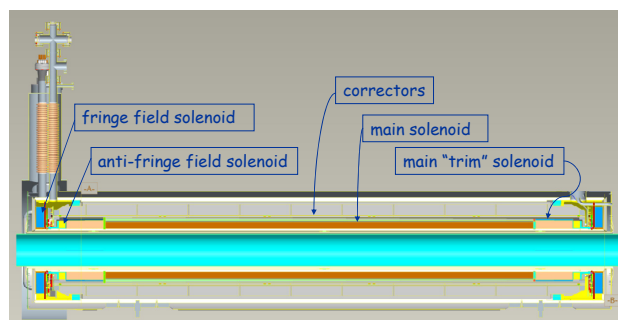 correctors
fringe field solenoid
main solenoid
anti-fringe field solenoid
main "trim" solenoid
-A-
-B-